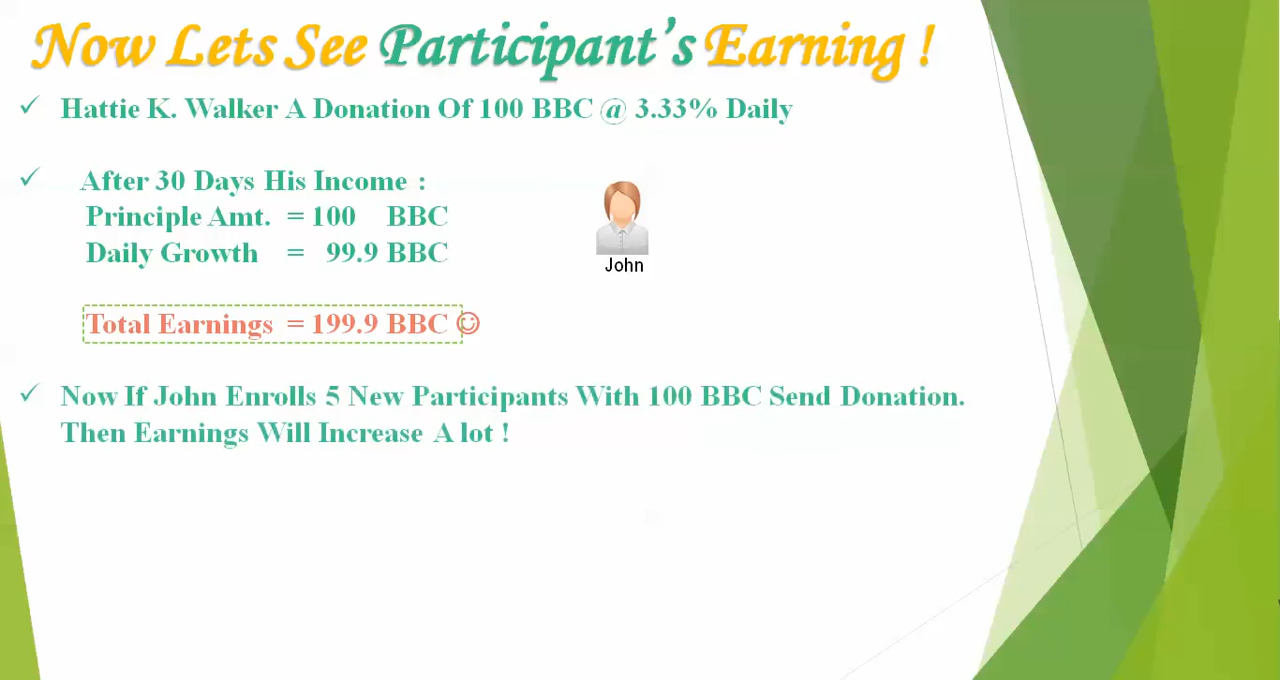 Now Lets See Participant's Earning !
✓ Hattie K. Walker A Donation Of 100 BBC @ 3.33% Daily
✓ After 30 Days His Income :
Principle Amt. = 100 BBC
Daily Growth = 99.9 BBC
John
Total Earnings = 199.9 BBC ☺
✓ Now If John Enrolls 5 New Participants With 100 BBC Send Donation.
Then Earnings Will Increase A lot !